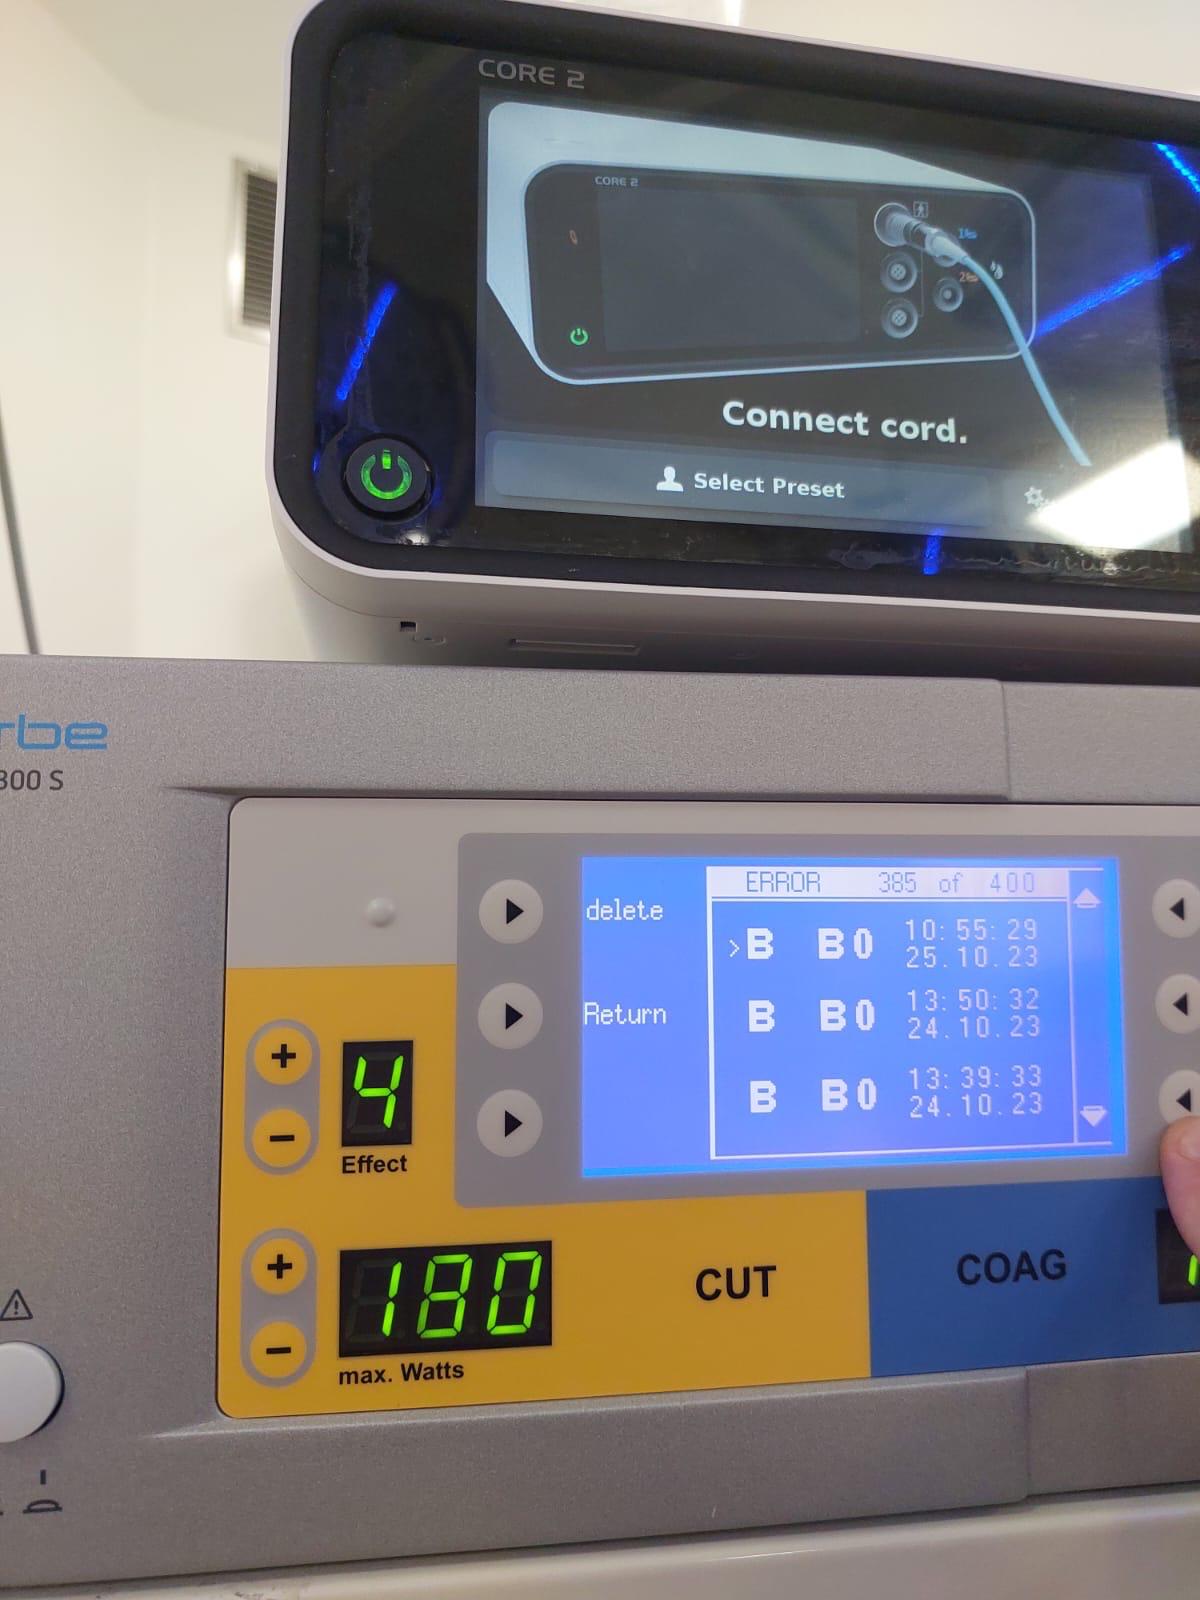 CORE 2
CORE 2
Connect cord.
Select Preset
rbe
300 S
delete
Return
ERROR 385 of 400
>B B0 10:55:29
25.10.23
B B0 13:50:32
24.10.23
B B0 13:39:33
24.10.23
+
4
−
Effect
+
180
−
max. Watts
CUT
COAG